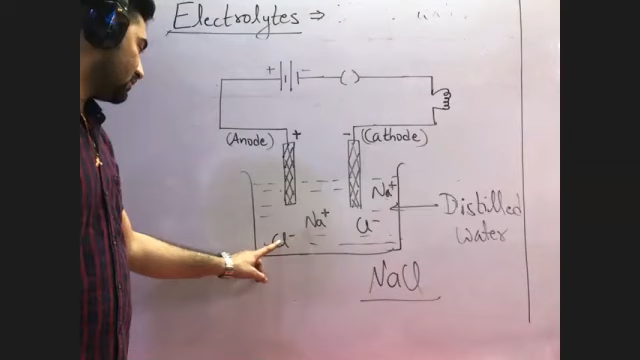 Electrolytes ⇒
+ −
(Anode) + − (Cathode)
Na+
Na+ Cl−
Cl−
Distilled
water
NaCl